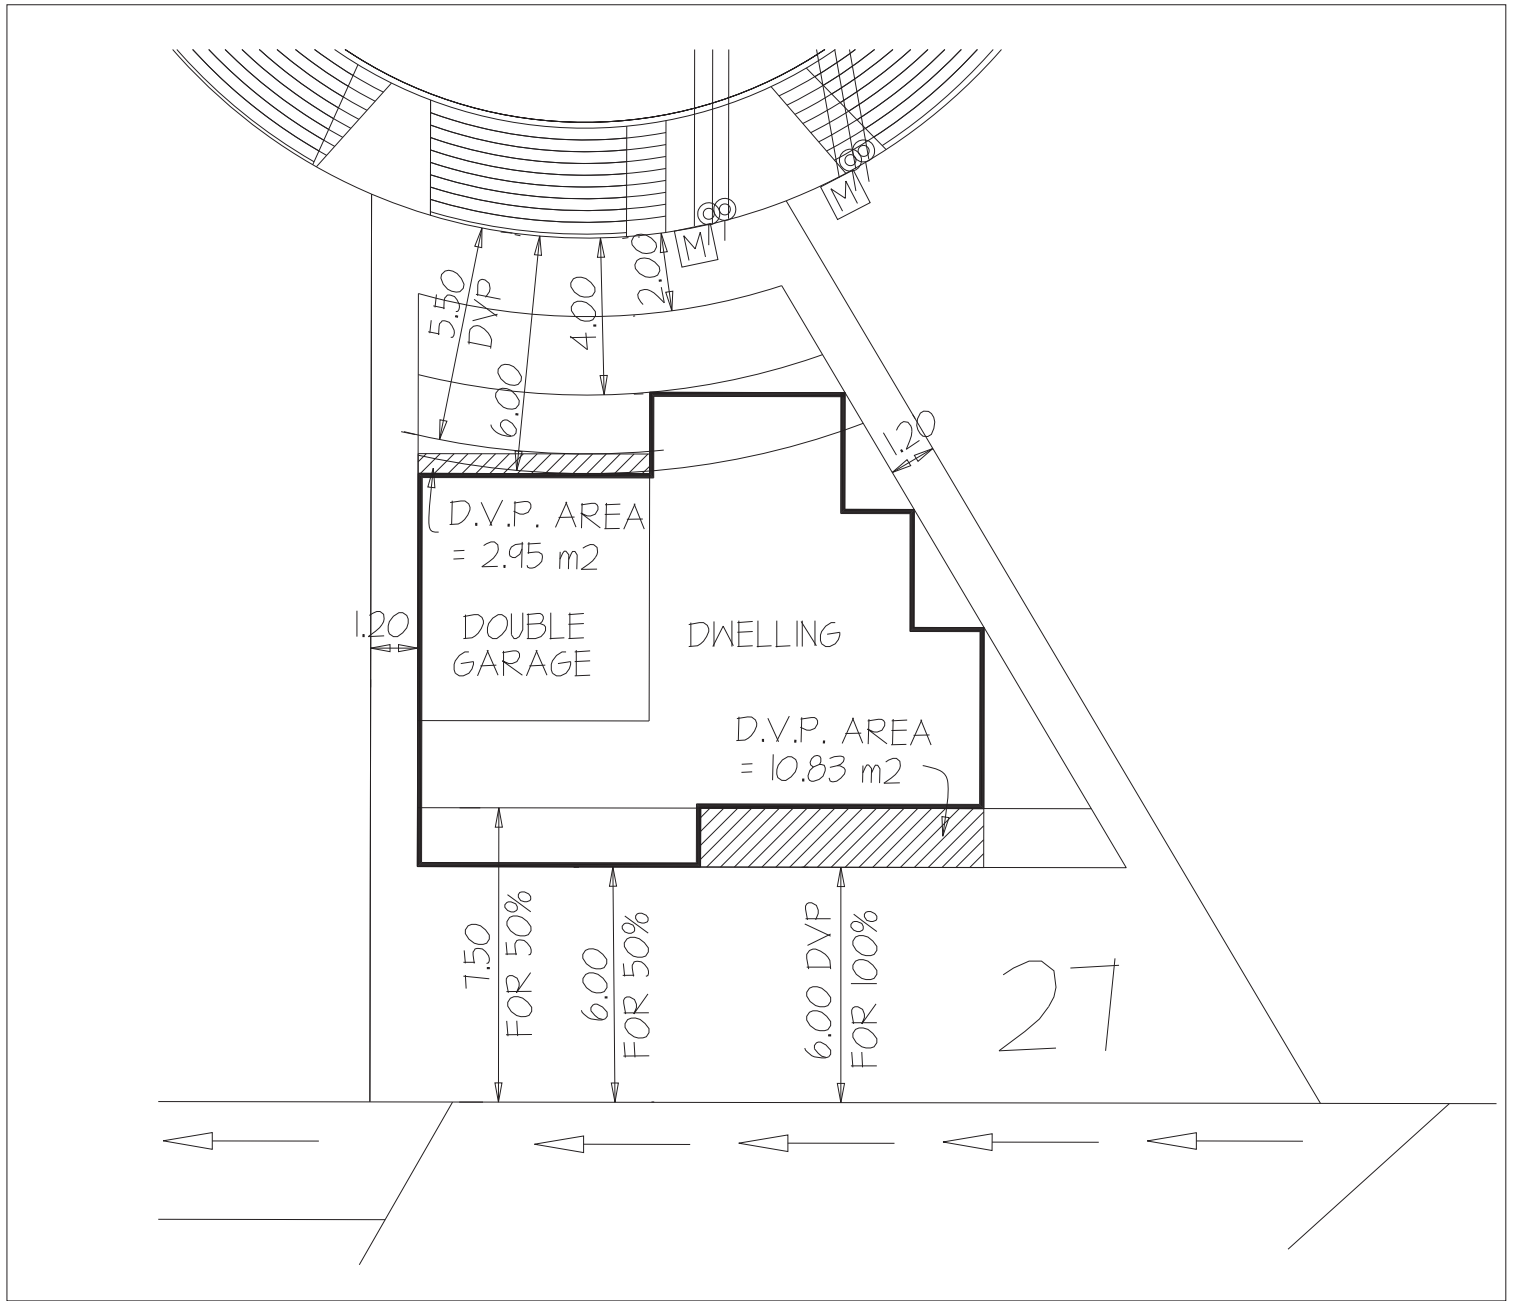 M
M
5.50
DVP
6.00
4.00
2.00
1.20
D.V.P. AREA
= 2.95 m2
1.20
DOUBLE
GARAGE
DWELLING
D.V.P. AREA
= 10.83 m2
7.50
FOR 50%
6.00
FOR 50%
6.00 DVP
FOR 100%
27